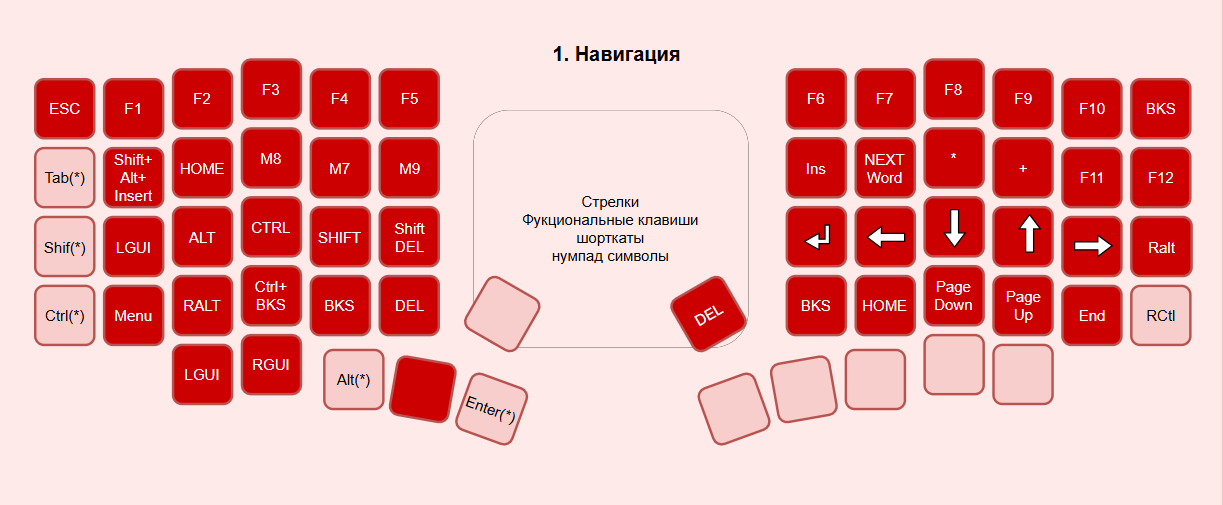 1. Навигация
ESC
F1
F2
F3
F4
F5
F6
F7
F8
F9
F10
BKS
Tab(*)
Shift+
Alt+
Insert
HOME
M8
M7
M9
Ins
NEXT
Word
*
+
F11
F12
Shif(*)
LGUI
ALT
CTRL
SHIFT
Shift
DEL
Стрелки
Фукциональные клавиши
шорткаты
нумпад символы
Ralt
Ctrl(*)
Menu
RALT
Ctrl+
BKS
BKS
DEL
DEL
BKS
HOME
Page
Down
Page
Up
End
RCtl
LGUI
RGUI
Alt(*)
Enter(*)